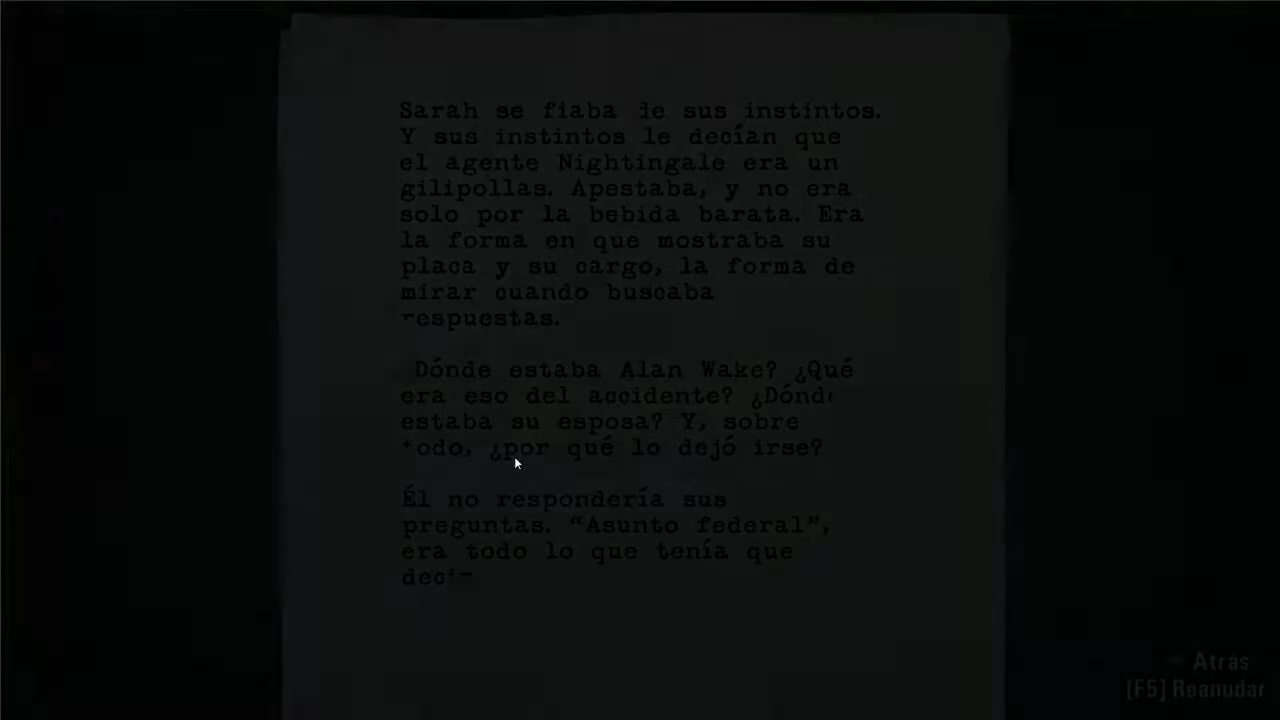 Sarah se fiaba de sus instintos.
Y sus instintos le decían que
el agente Nightingale era un
gilipollas. Apestaba, y no era
solo por la bebida barata. Era
la forma en que mostraba su
placa y su cargo, la forma de
mirar cuando buscaba
respuestas.
Dónde estaba Alan Wake? ¿Qué
era eso del accidente? ¿Dónde
estaba su esposa? Y, sobre
todo, ¿por qué lo dejó irse?
Él no respondería sus
preguntas. “Asunto federal”,
era todo lo que tenía que
decir
Atrás
[F5] Reanudar